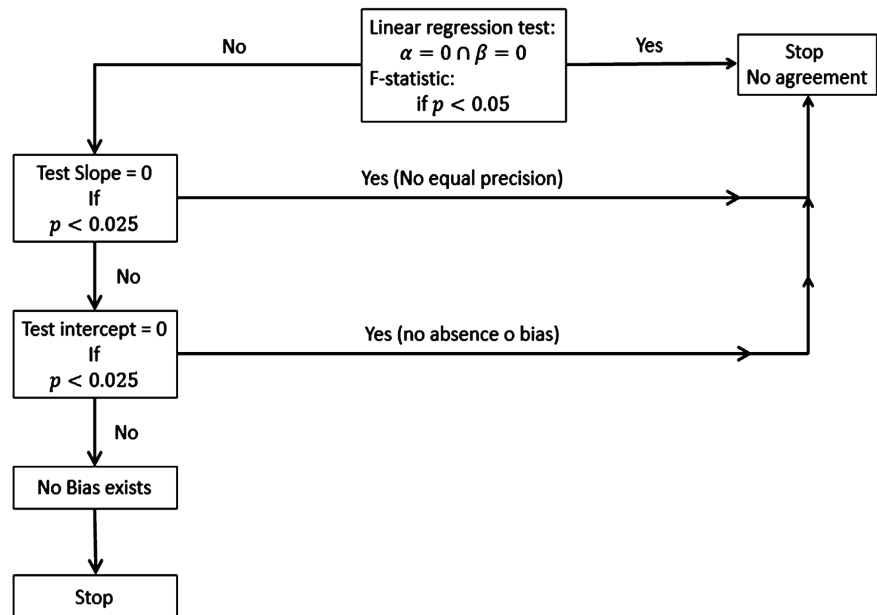 Linear regression test:
α = 0 ∩ β = 0
F-statistic:
if p < 0.05
No
Yes
Stop
No agreement
Test Slope = 0
If
p < 0.025
Yes (No equal precision)
No
Test intercept = 0
If
p < 0.025
Yes (no absence o bias)
No
No Bias exists
Stop